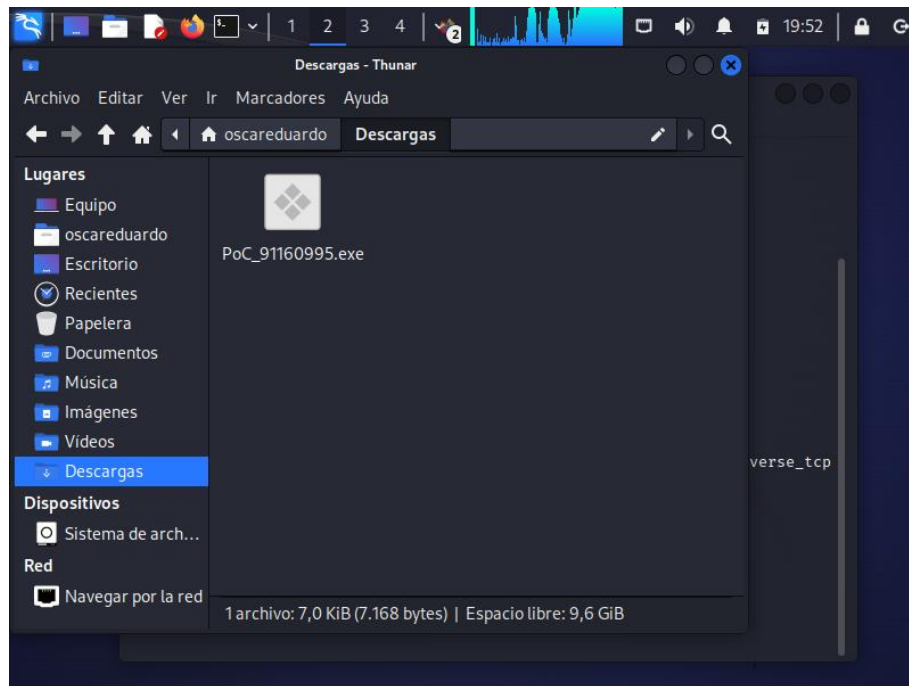 1 2 3 4 2 19:52
Descargas - Thunar
Archivo Editar Ver Ir Marcadores Ayuda
oscareduardo Descargas
Lugares
Equipo
oscareduardo
Escritorio
Recientes
Papelera
Documentos
Música
Imágenes
Vídeos
Descargas
Dispositivos
Sistema de arch...
Red
Navegar por la red
PoC_91160995.exe
verse_tcp
1 archivo: 7,0 KiB (7.168 bytes) | Espacio libre: 9,6 GiB